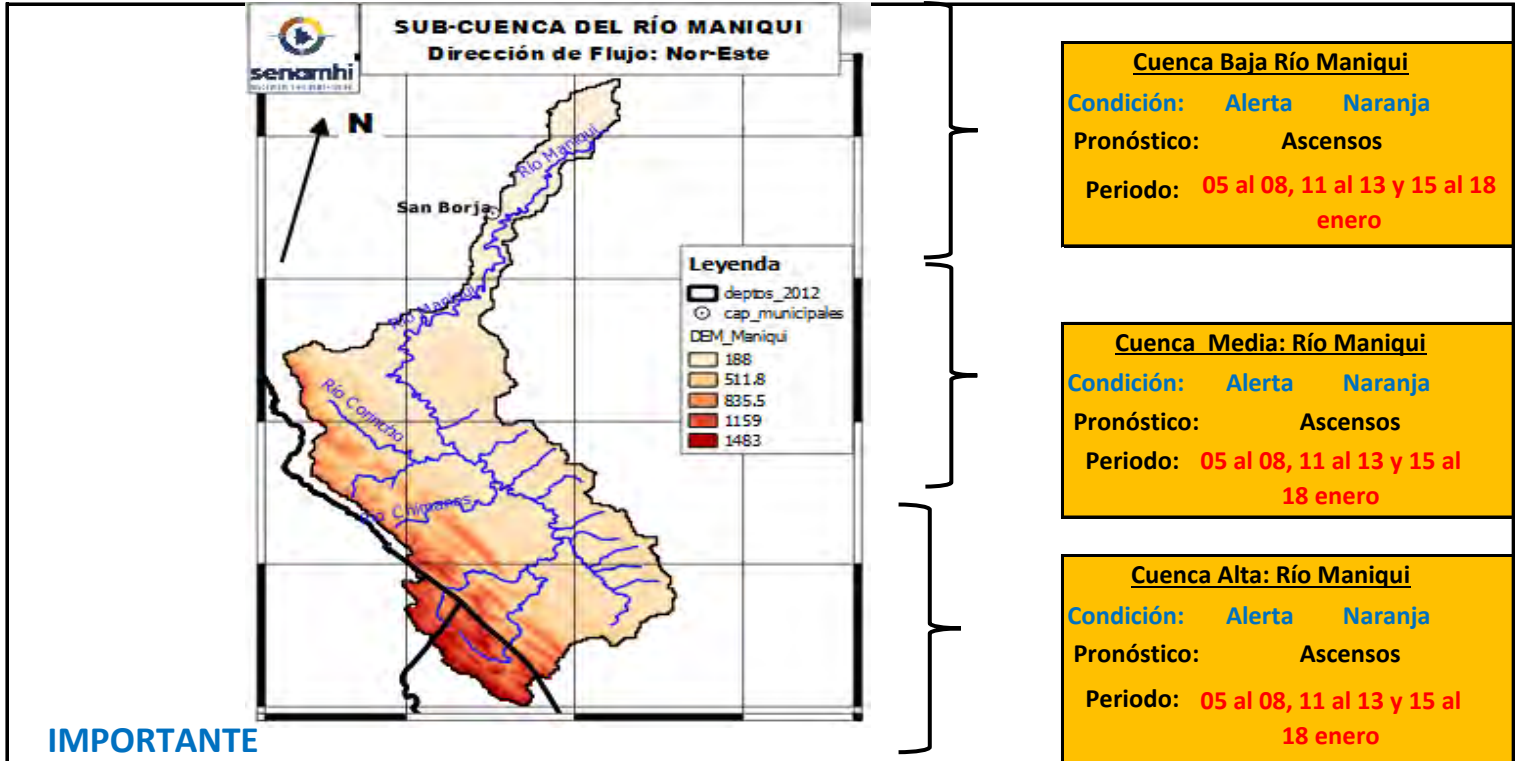 SUB-CUENCA DEL RÍO MANIQUI
Dirección de Flujo: Nor-Este
senamhi
N
Río Maniqui
San Borja
Río Maniqui
Río Chimanes
Leyenda
deptos_2012
cap_municipales
DEM_Maniqui
188
511.8
835.5
1159
1483
IMPORTANTE
Cuenca Baja Río Maniqui
Condición: Alerta Naranja
Pronóstico: Ascensos
Periodo: 05 al 08, 11 al 13 y 15 al 18
enero
Cuenca Media: Río Maniqui
Condición: Alerta Naranja
Pronóstico: Ascensos
Periodo: 05 al 08, 11 al 13 y 15 al
18 enero
Cuenca Alta: Río Maniqui
Condición: Alerta Naranja
Pronóstico: Ascensos
Periodo: 05 al 08, 11 al 13 y 15 al
18 enero